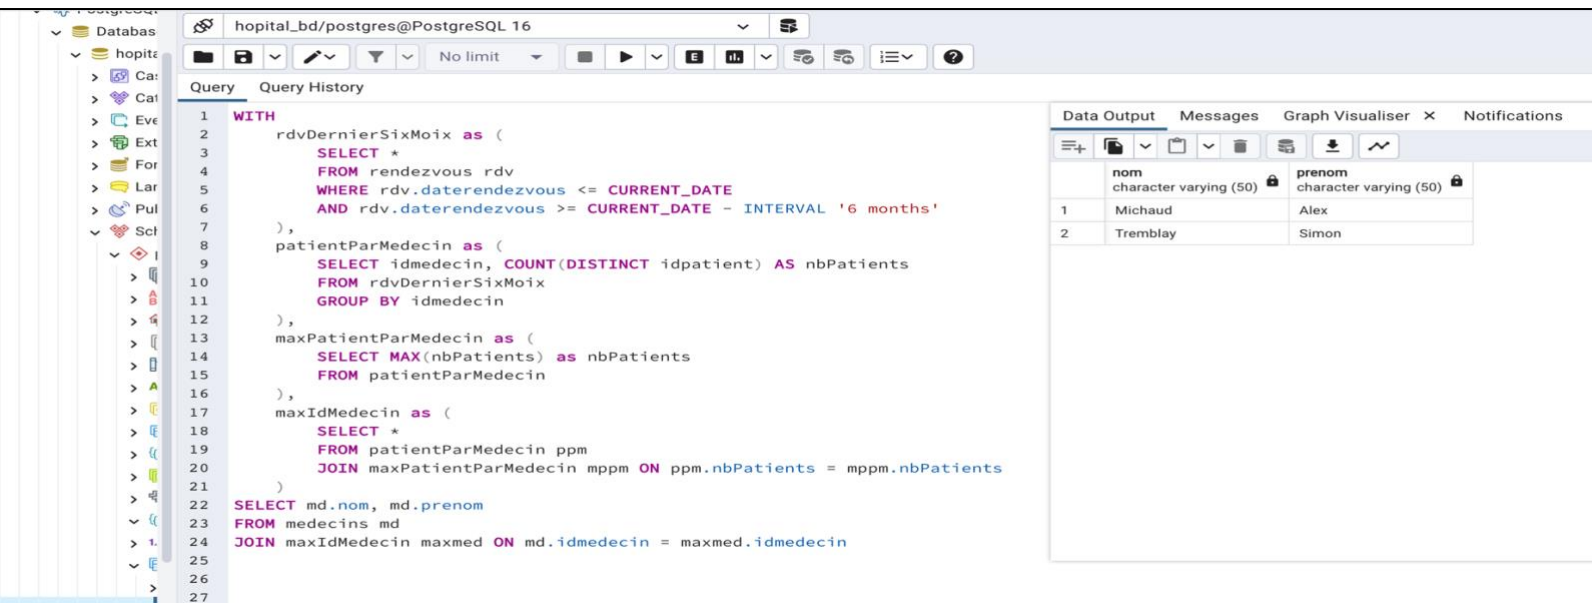 Databas
hopita
Ca
Cat
Eve
Ext
For
Lar
Pul
Sch
hopital_bd/postgres@PostgreSQL 16
No limit
Query Query History
1 WITH
2 rdvDernierSixMoix as (
3 SELECT *
4 FROM rendezvous rdv
5 WHERE rdv.daterendezvous <= CURRENT_DATE
6 AND rdv.daterendezvous >= CURRENT_DATE - INTERVAL '6 months'
7 ),
8 patientParMedecin as (
9 SELECT idmedecin, COUNT(DISTINCT idpatient) AS nbPatients
10 FROM rdvDernierSixMoix
11 GROUP BY idmedecin
12 ),
13 maxPatientParMedecin as (
14 SELECT MAX(nbPatients) as nbPatients
15 FROM patientParMedecin
16 ),
17 maxIdMedecin as (
18 SELECT *
19 FROM patientParMedecin ppm
20 JOIN maxPatientParMedecin mppm ON ppm.nbPatients = mppm.nbPatients
21 )
22 SELECT md.nom, md.prenom
23 FROM medecins md
24 JOIN maxIdMedecin maxmed ON md.idmedecin = maxmed.idmedecin
25
26
27
Data Output Messages Graph Visualiser × Notifications
nom prenom
character varying (50) character varying (50)
1 Michaud Alex
2 Tremblay Simon